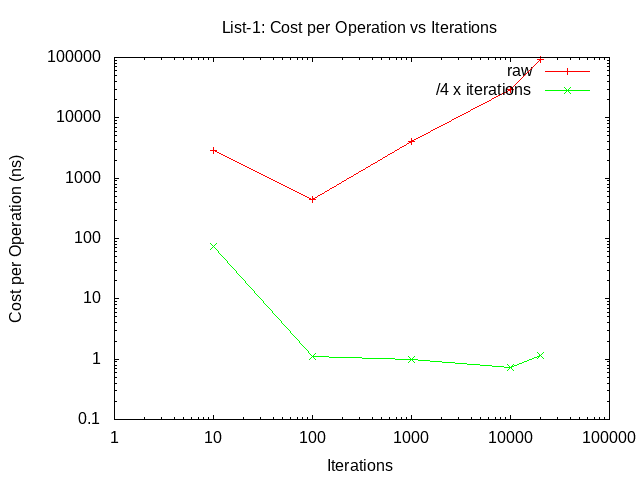 List-1: Cost per Operation vs Iterations
100000
raw
/4 x iterations
10000
1000
100
10
1
0.1
Cost per Operation (ns)
1 10 100 1000 10000 100000
Iterations